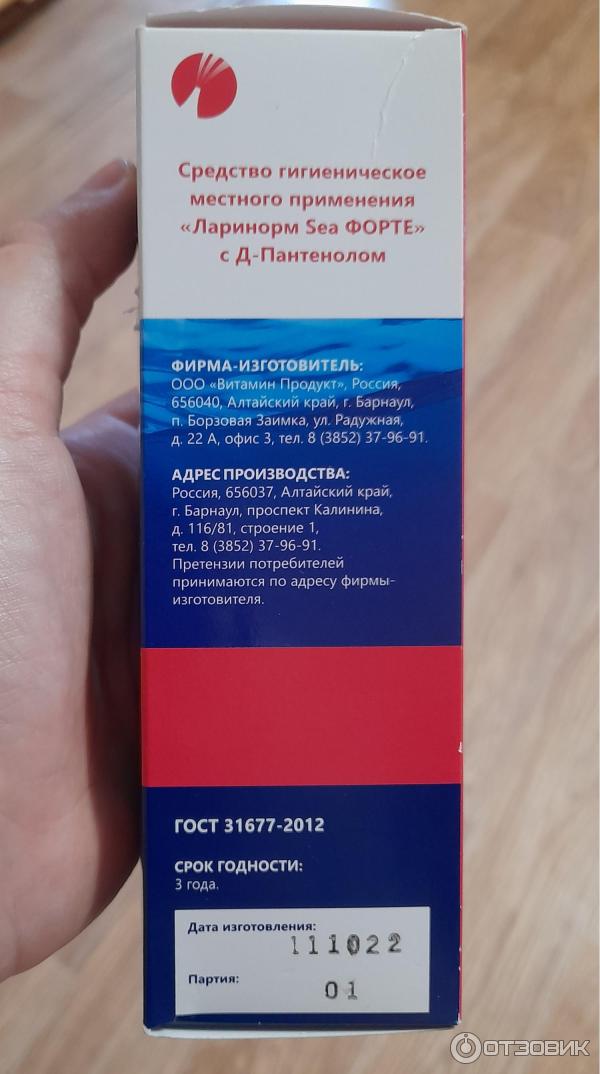 Средство гигиеническое
местного применения
«Ларинорм Sea ФОРТЕ»
с Д-Пантенолом
ФИРМА-ИЗГОТОВИТЕЛЬ:
ООО «Витамин Продукт», Россия,
656040, Алтайский край, г. Барнаул,
п. Борзовая Заимка, ул. Радужная,
д. 22 А, офис 3, тел. 8 (3852) 37-96-91.
АДРЕС ПРОИЗВОДСТВА:
Россия, 656037, Алтайский край,
г. Барнаул, проспект Калинина,
д. 116/81, строение 1,
тел. 8 (3852) 37-96-91.
Претензии потребителей
принимаются по адресу фирмы-
изготовителя.
ГОСТ 31677-2012
СРОК ГОДНОСТИ:
3 года.
Дата изготовления:
111022
Партия:
01
ОТЗОВИК